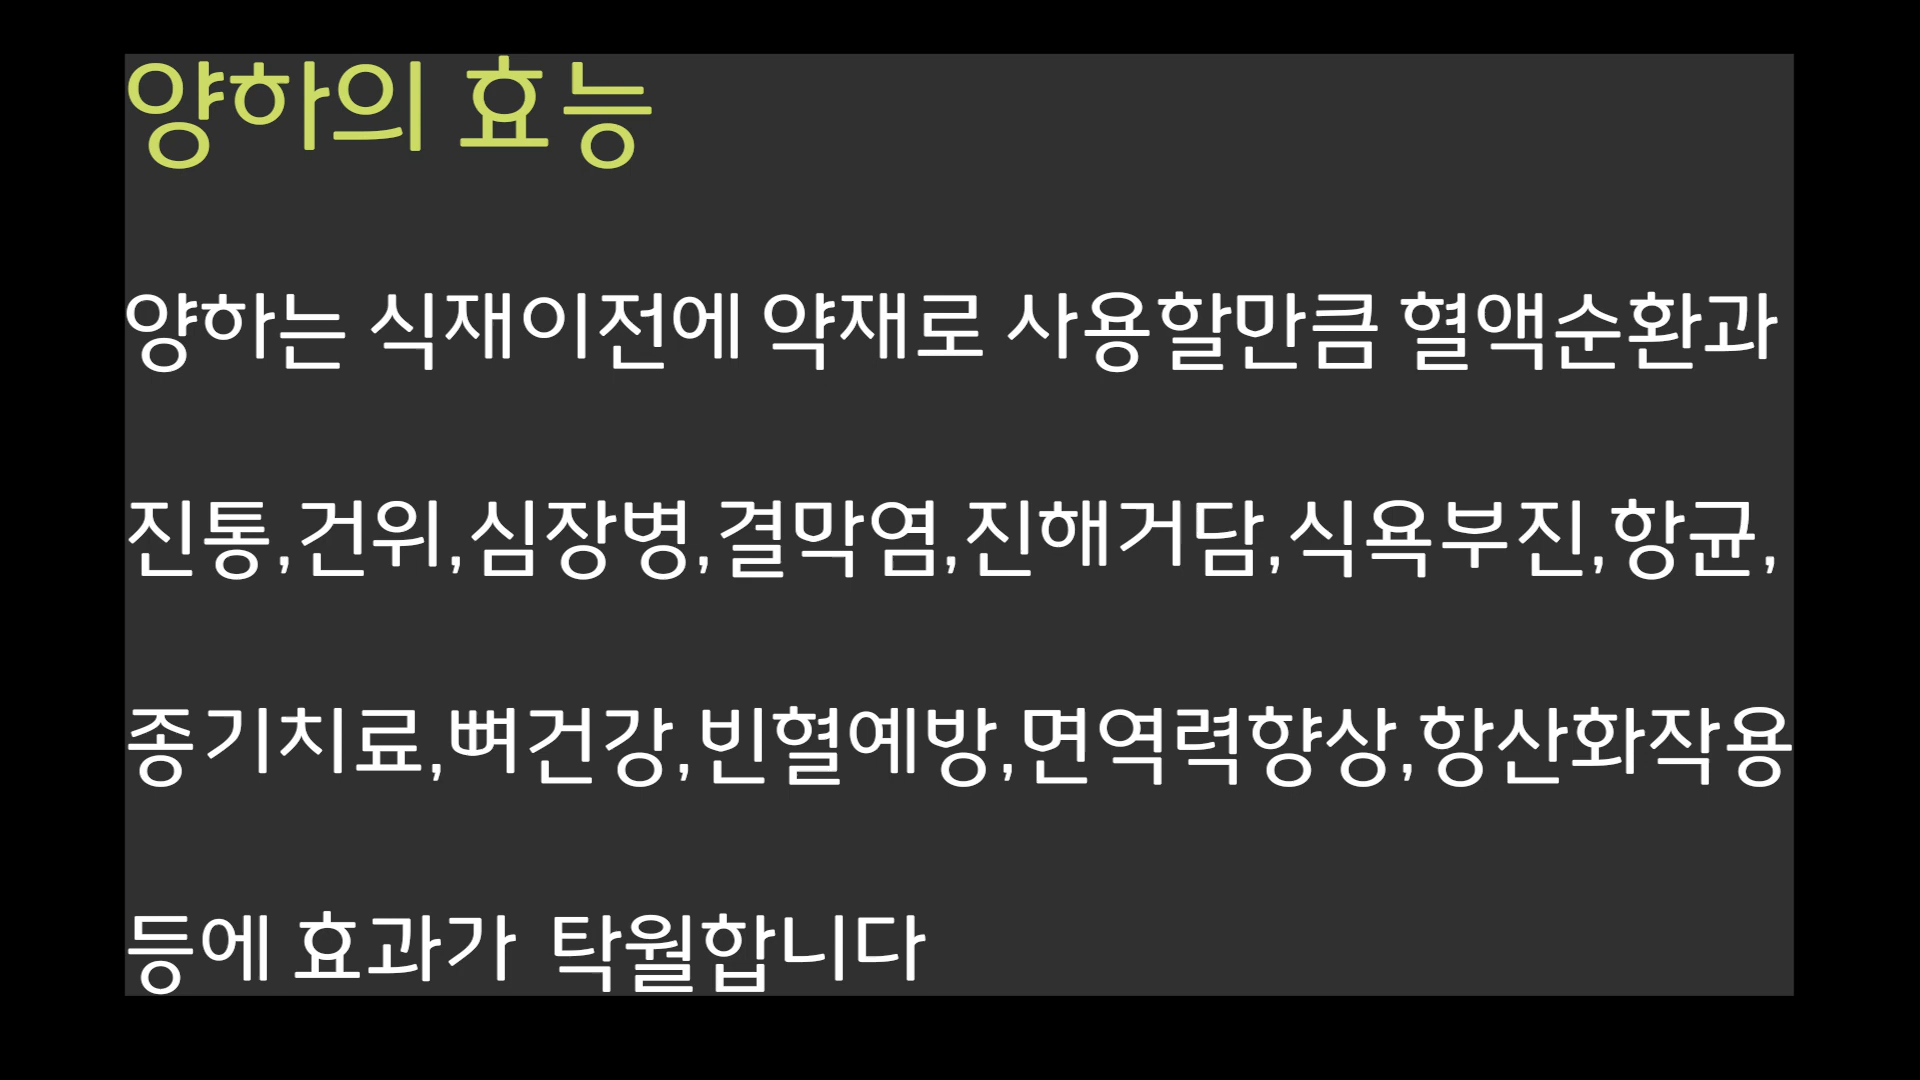 양하의 효능
양하는 식재이전에 약재로 사용할만큼 혈액순환과
진통,건위,심장병,결막염,진해거담,식욕부진,항균,
종기치료,뼈건강,빈혈예방,면역력향상,항산화작용
등에 효과가  탁월합니다